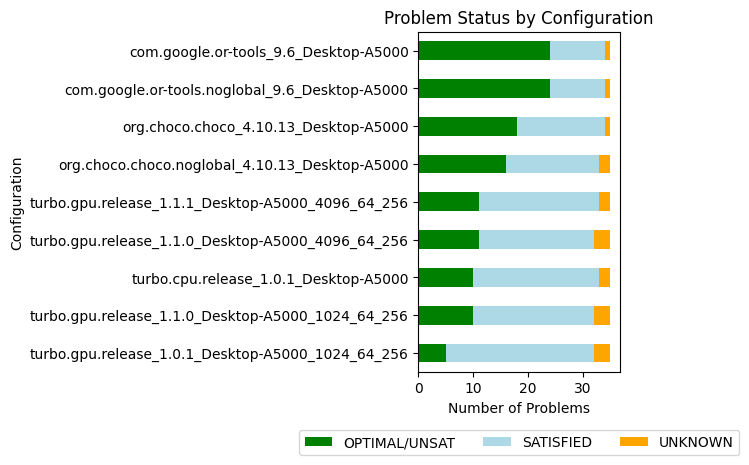 Problem Status by Configuration
com.google.or-tools_9.6_Desktop-A5000
com.google.or-tools.noglobal_9.6_Desktop-A5000
org.choco.choco_4.10.13_Desktop-A5000
org.choco.choco.noglobal_4.10.13_Desktop-A5000
turbo.gpu.release_1.1.1_Desktop-A5000_4096_64_256
turbo.gpu.release_1.1.0_Desktop-A5000_4096_64_256
turbo.cpu.release_1.0.1_Desktop-A5000
turbo.gpu.release_1.1.0_Desktop-A5000_1024_64_256
turbo.gpu.release_1.0.1_Desktop-A5000_1024_64_256
Configuration
0 10 20 30
Number of Problems
OPTIMAL/UNSAT SATISFIED UNKNOWN